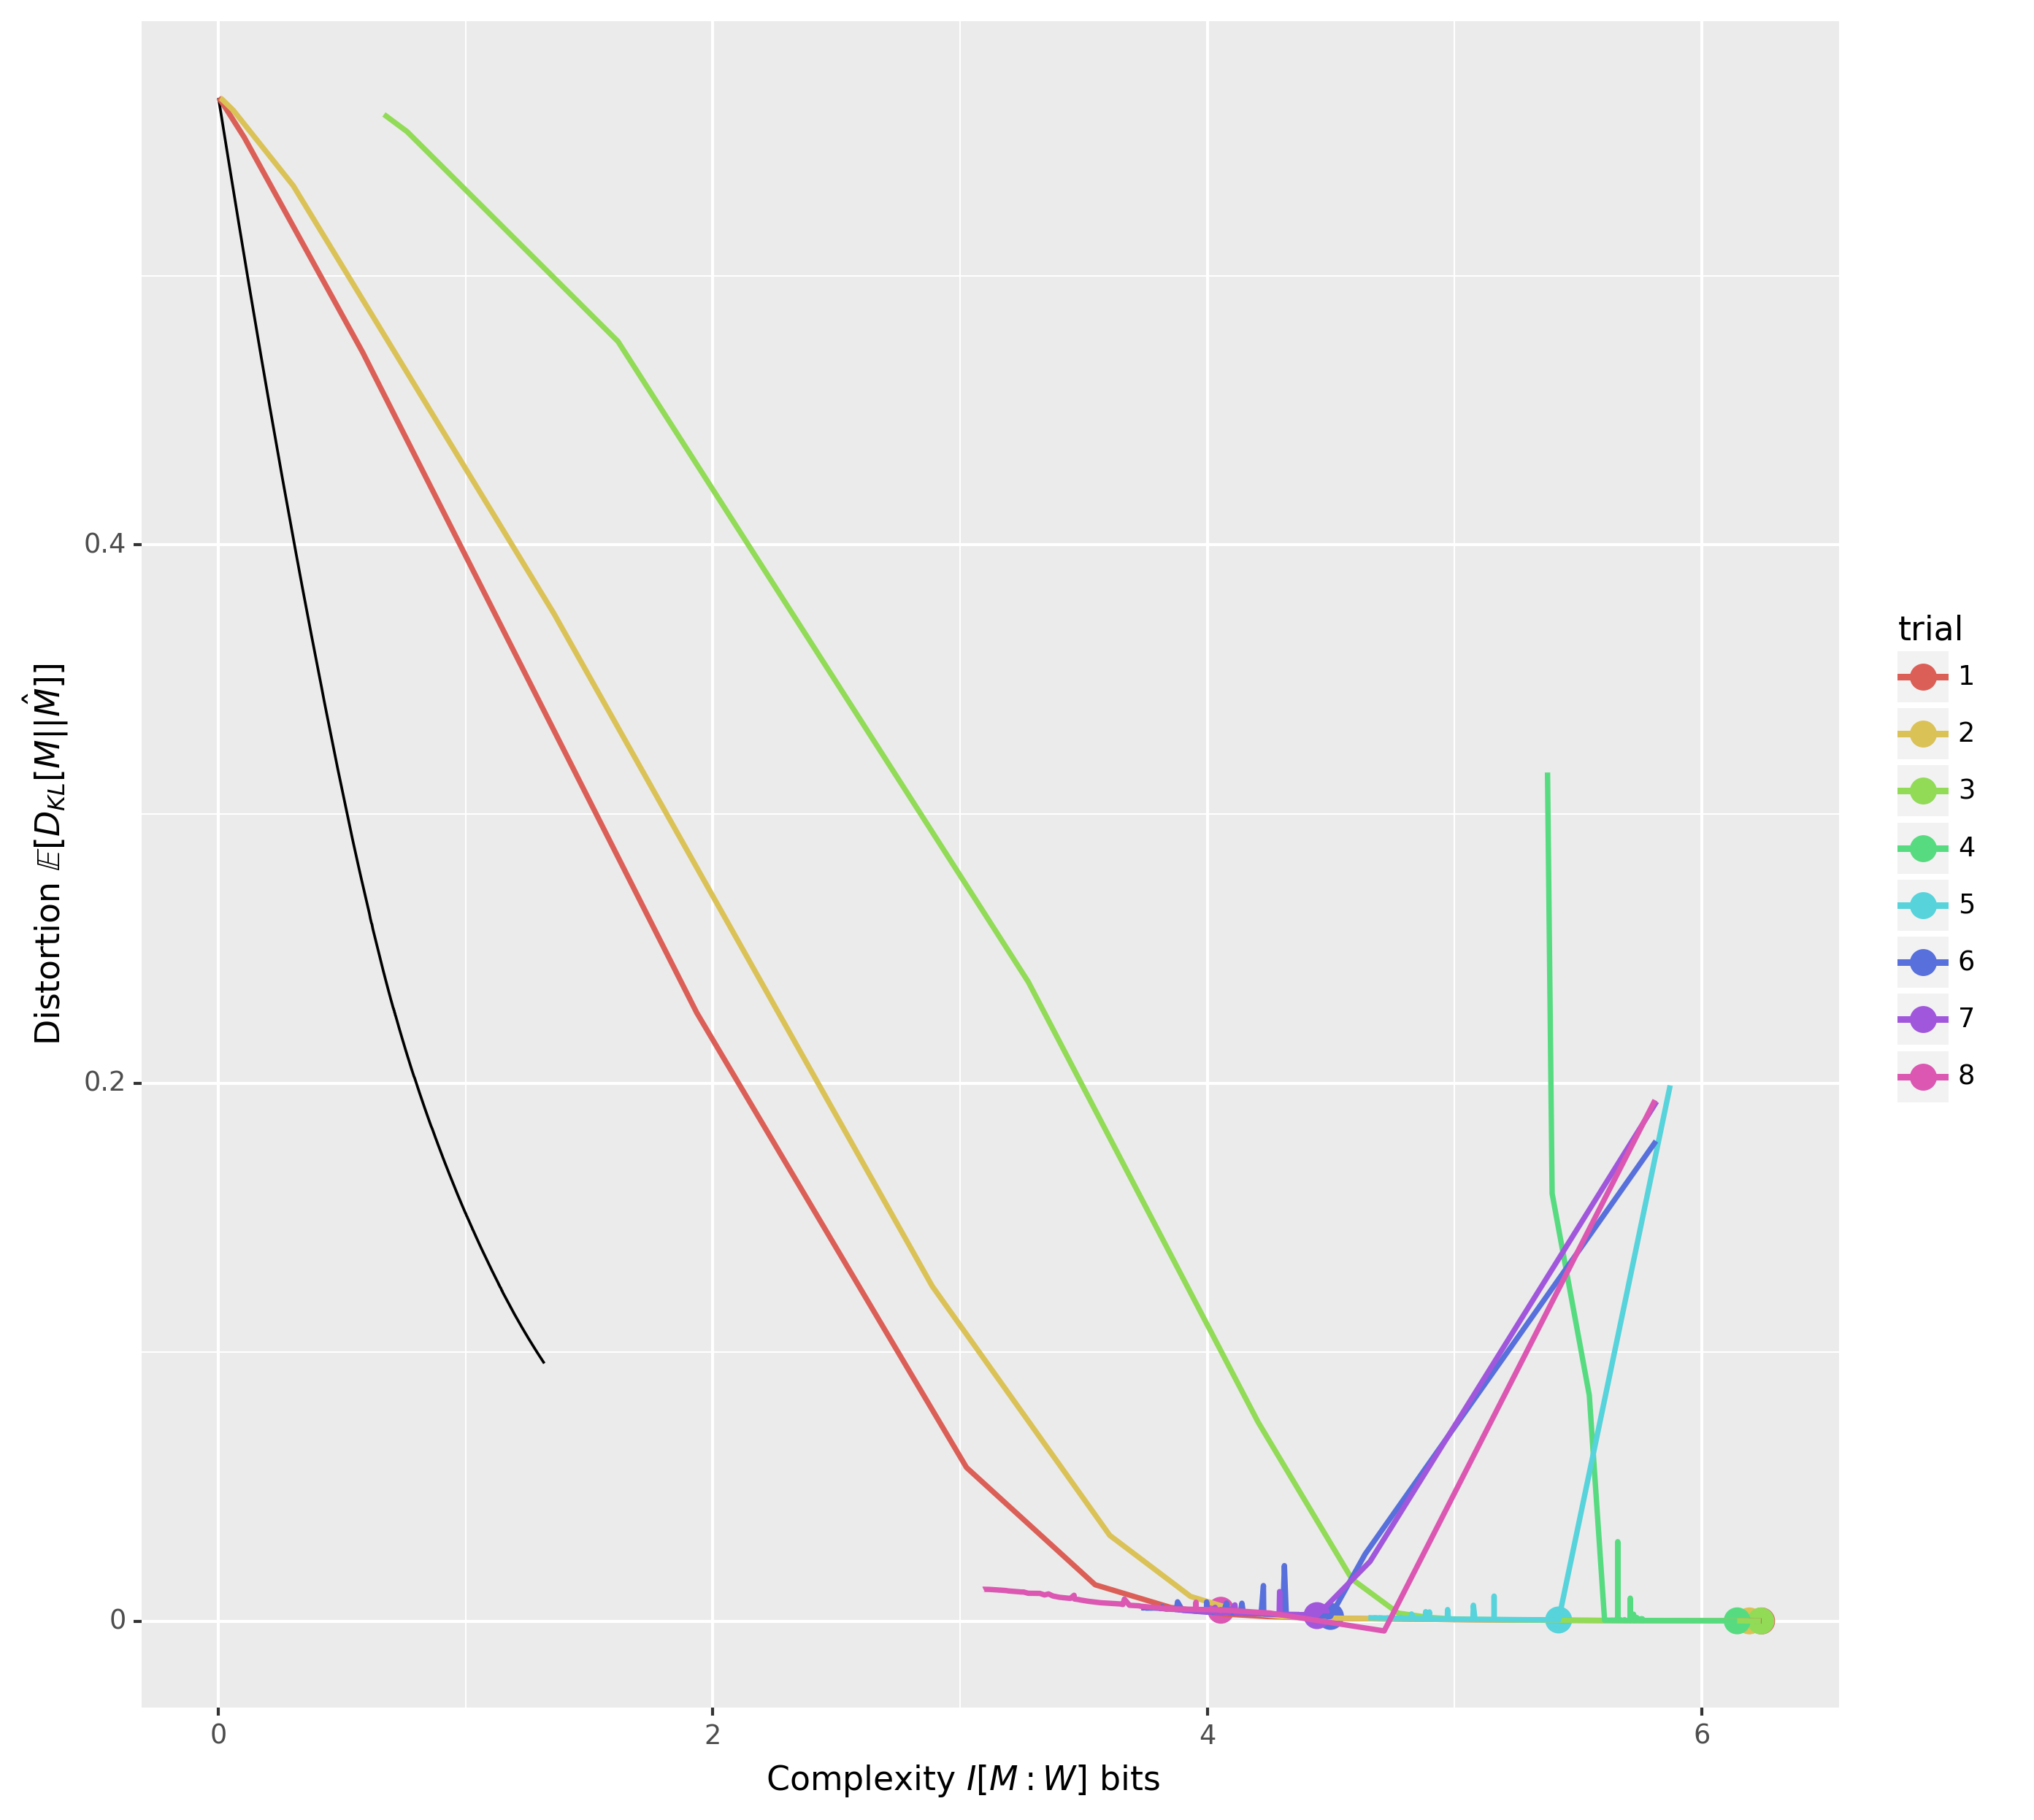 Distortion 𝔼[D_KL[M||M̂]]
0.4
0.2
0
0 2 4 6
Complexity I[M : W] bits
trial
1
2
3
4
5
6
7
8